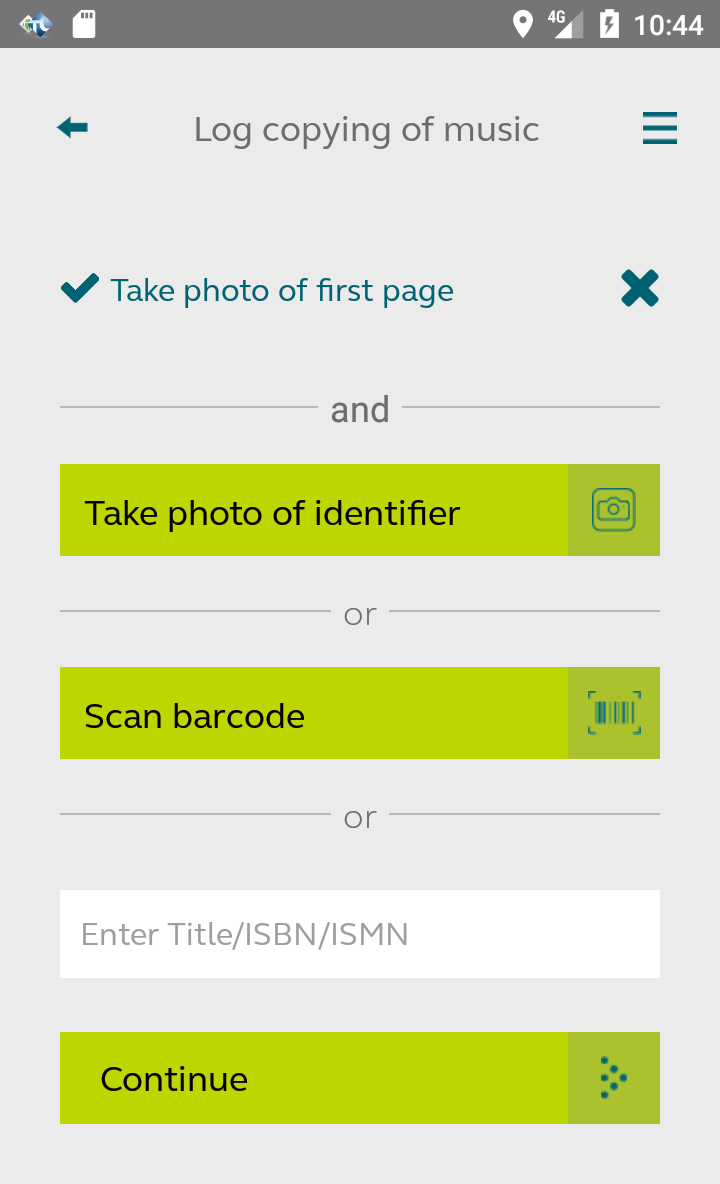 4G 10:44
Log copying of music
Take photo of first page
and
Take photo of identifier
or
Scan barcode
or
Enter Title/ISBN/ISMN
Continue